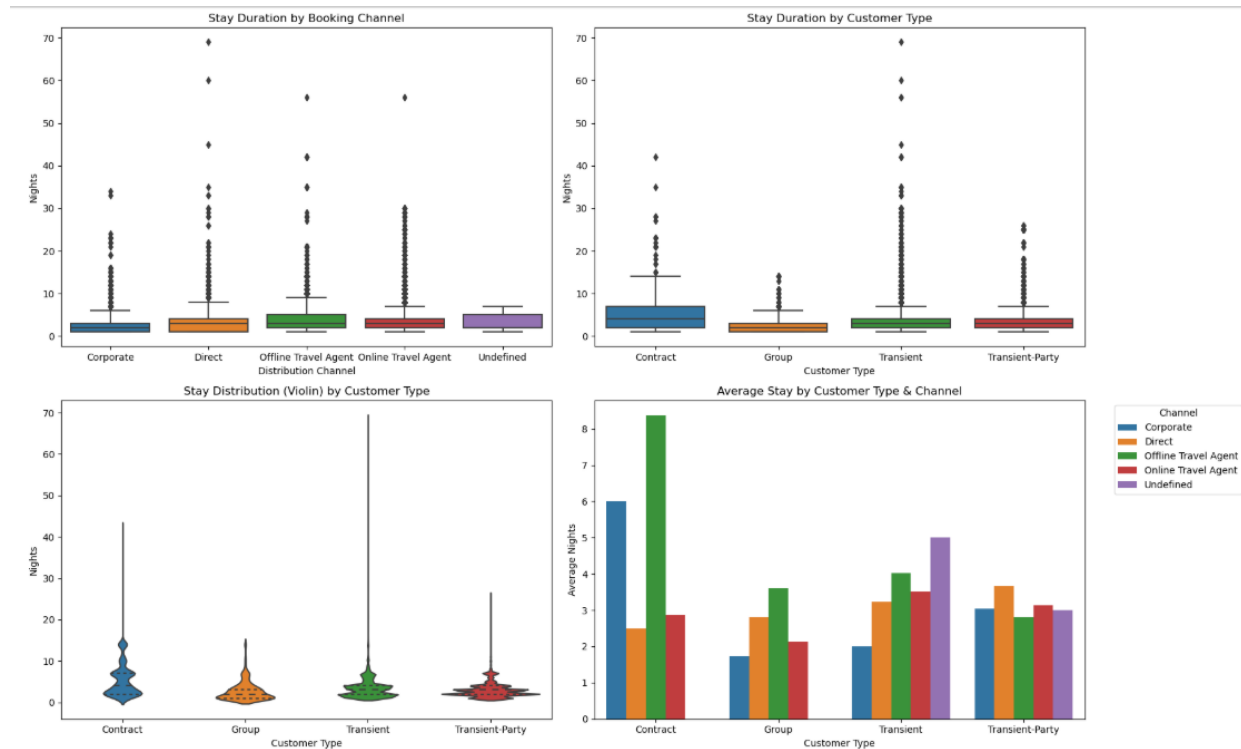 Stay Duration by Booking Channel
Nights
70
60
50
40
30
20
10
0
Corporate Direct Offline Travel Agent Online Travel Agent Undefined
Distribution Channel
Stay Duration by Customer Type
Nights
70
60
50
40
30
20
10
0
Contract Group Transient Transient-Party
Customer Type
Stay Distribution (Violin) by Customer Type
Nights
70
60
50
40
30
20
10
0
Contract Group Transient Transient-Party
Customer Type
Average Stay by Customer Type & Channel
Average Nights
8
7
6
5
4
3
2
1
0
Contract Group Transient Transient-Party
Customer Type
Channel
Corporate
Direct
Offline Travel Agent
Online Travel Agent
Undefined